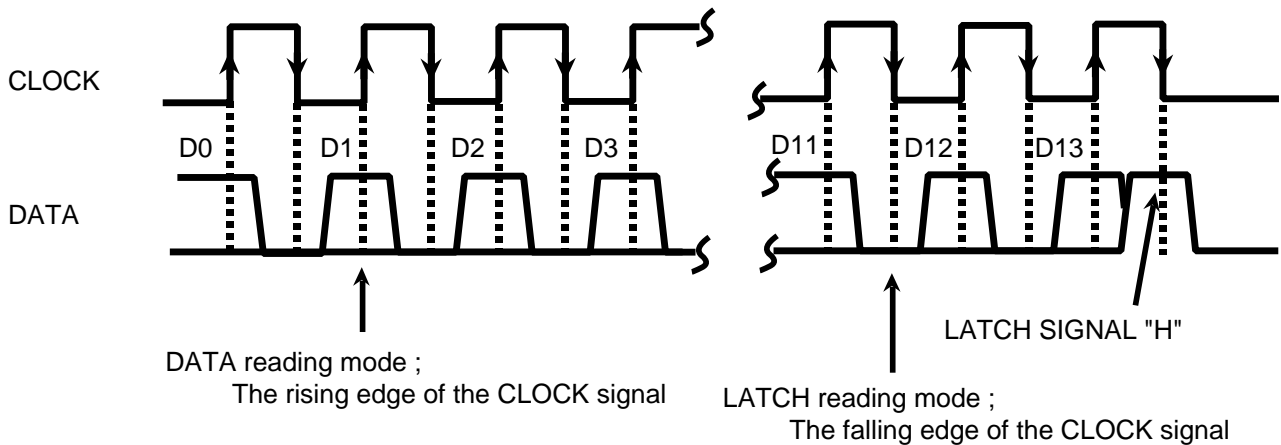 CLOCK
D0 D1 D2 D3 D11 D12 D13
DATA
LATCH SIGNAL "H"
DATA reading mode ;
The rising edge of the CLOCK signal
LATCH reading mode ;
The falling edge of the CLOCK signal